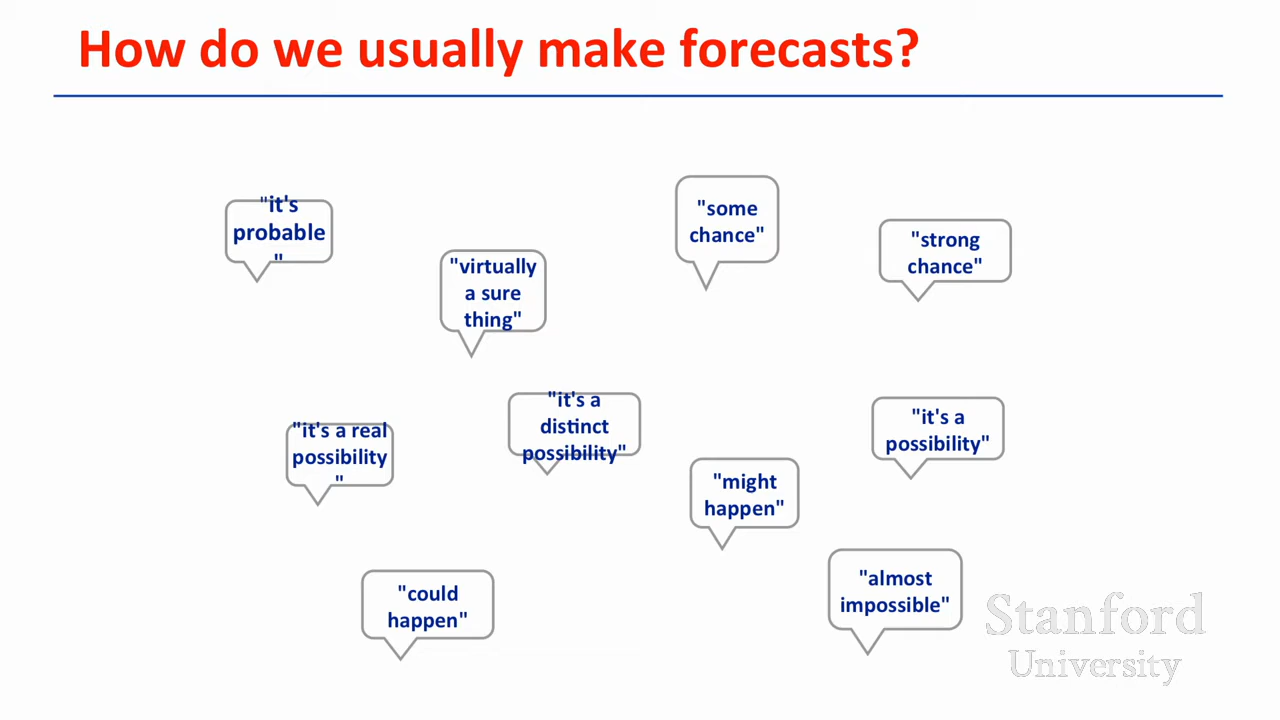 How do we usually make forecasts?
"it's
probable
"
"virtually
a sure
thing"
"some
chance"
"strong
chance"
"it's a real
possibility
"
"it's a
distinct
possibility"
"might
happen"
"it's a
possibility"
"could
happen"
"almost
impossible"
Stanford
University